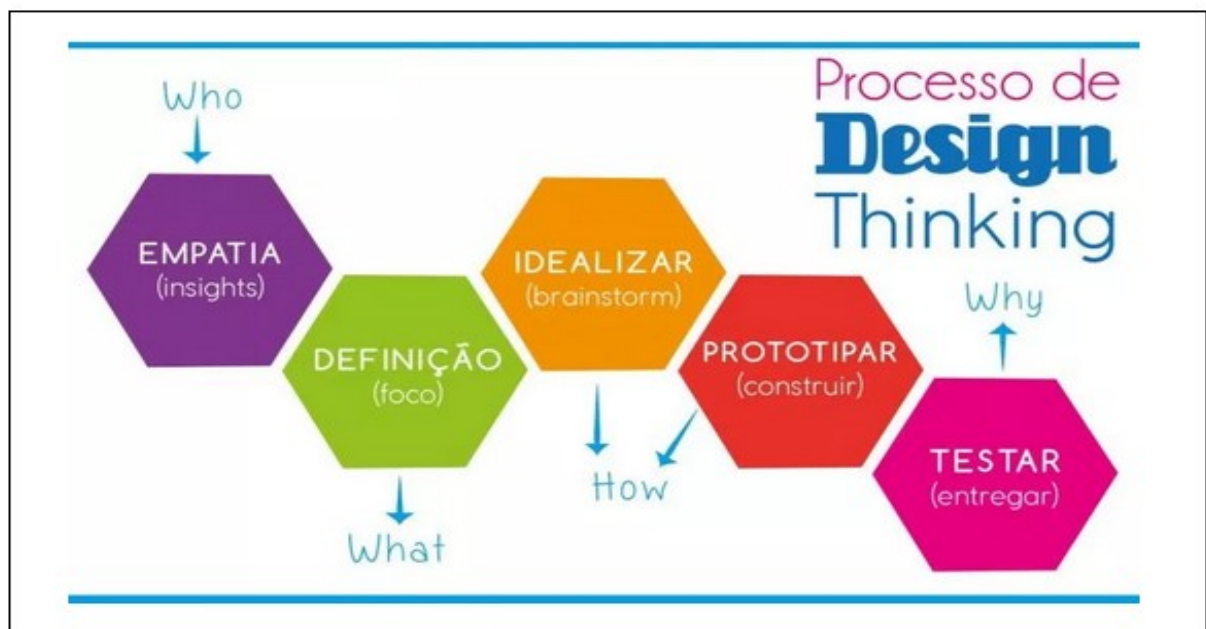 Processo de
Design
Thinking
Who
EMPATIA
(insights)
DEFINIÇÃO
(foco)
What
IDEALIZAR
(brainstorm)
How
PROTOTIPAR
(construir)
Why
TESTAR
(entregar)